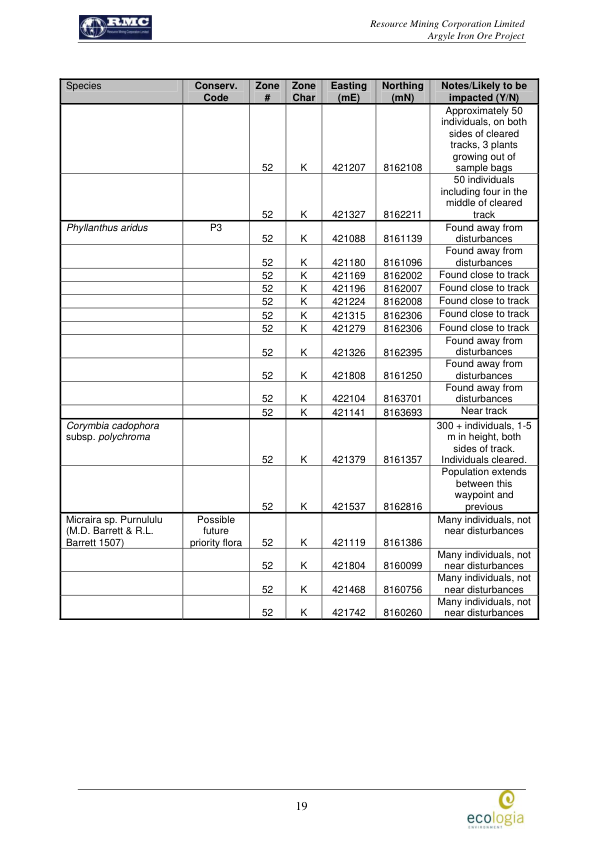 RMC
Resource Mining Corporation Limited
Resource Mining Corporation Limited
Argyle Iron Ore Project
Species Conserv. Zone Zone Easting Northing Notes/Likely to be
Code # Char (mE) (mN) impacted (Y/N)
Approximately 50
individuals, on both
sides of cleared
tracks, 3 plants
growing out of
52 K 421207 8162108 sample bags
50 individuals
including four in the
middle of cleared
52 K 421327 8162211 track
Phyllanthus aridus P3 Found away from
52 K 421088 8161139 disturbances
Found away from
52 K 421180 8161096 disturbances
52 K 421169 8162002 Found close to track
52 K 421196 8162007 Found close to track
52 K 421224 8162008 Found close to track
52 K 421315 8162306 Found close to track
52 K 421279 8162306 Found close to track
Found away from
52 K 421326 8162395 disturbances
Found away from
52 K 421808 8161250 disturbances
Found away from
52 K 422104 8163701 disturbances
52 K 421141 8163693 Near track
Corymbia cadophora 300 + individuals, 1-5
subsp. polychroma m in height, both
sides of track.
52 K 421379 8161357 Individuals cleared.
Population extends
between this
waypoint and
52 K 421537 8162816 previous
Micraira sp. Purnululu Possible Many individuals, not
(M.D. Barrett & R.L. future near disturbances
Barrett 1507) priority flora 52 K 421119 8161386
Many individuals, not
52 K 421804 8160099 near disturbances
Many individuals, not
52 K 421468 8160756 near disturbances
Many individuals, not
52 K 421742 8160260 near disturbances
19
ecologia
ENVIRONMENT